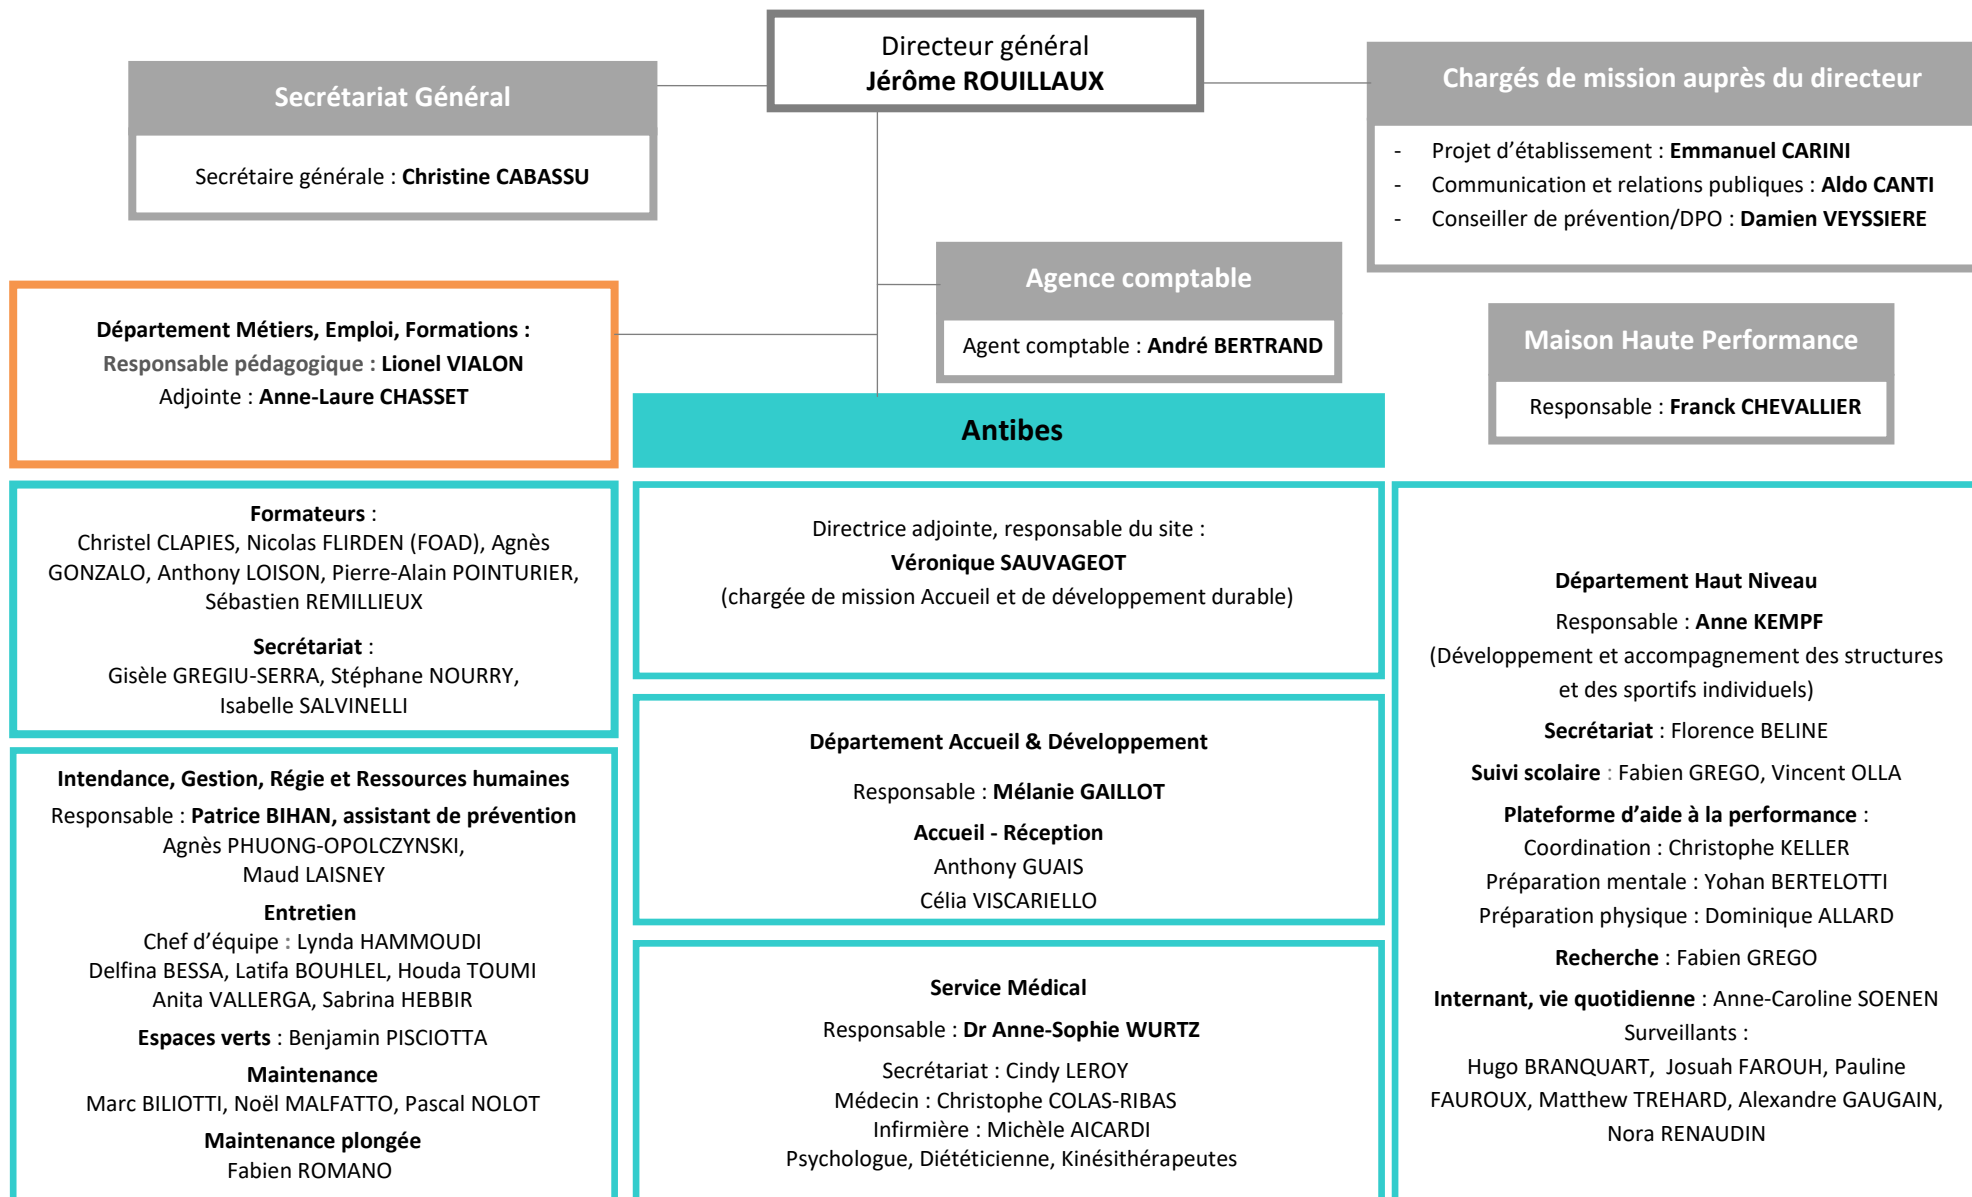 Directeur général
Jérôme ROUILLAUX
Secrétariat Général
Secrétaire générale : Christine CABASSU
Chargés de mission auprès du directeur
- Projet d'établissement : Emmanuel CARINI
- Communication et relations publiques : Aldo CANTI
- Conseiller de prévention/DPO : Damien VEYSSIERE
Agence comptable
Agent comptable : André BERTRAND
Maison Haute Performance
Responsable : Franck CHEVALLIER
Département Métiers, Emploi, Formations :
Responsable pédagogique : Lionel VIALON
Adjointe : Anne-Laure CHASSET
Antibes
Formateurs :
Christel CLAPIES, Nicolas FLIRDEN (FOAD), Agnès
GONZALO, Anthony LOISON, Pierre-Alain POINTURIER,
Sébastien REMILLIEUX
Secrétariat :
Gisèle GREGIU-SERRA, Stéphane NOURRY,
Isabelle SALVINELLI
Intendance, Gestion, Régie et Ressources humaines
Responsable : Patrice BIHAN, assistant de prévention
Agnès PHUONG-OPOLCZYNSKI,
Maud LAISNEY
Entretien
Chef d'équipe : Lynda HAMMOUDI
Delfina BESSA, Latifa BOUHLEL, Houda TOUMI
Anita VALLERGA, Sabrina HEBBIR
Espaces verts : Benjamin PISCIOTTA
Maintenance
Marc BILIOTTI, Noël MALFATTO, Pascal NOLOT
Maintenance plongée
Fabien ROMANO
Directrice adjointe, responsable du site :
Véronique SAUVAGEOT
(chargée de mission Accueil et de développement durable)
Département Accueil & Développement
Responsable : Mélanie GAILLOT
Accueil - Réception
Anthony GUAIS
Célia VISCARIELLO
Service Médical
Responsable : Dr Anne-Sophie WURTZ
Secrétariat : Cindy LEROY
Médecin : Christophe COLAS-RIBAS
Infirmière : Michèle AICARDI
Psychologue, Diététicienne, Kinésithérapeutes
Département Haut Niveau
Responsable : Anne KEMPF
(Développement et accompagnement des structures
et des sportifs individuels)
Secrétariat : Florence BELINE
Suivi scolaire : Fabien GREGO, Vincent OLLA
Plateforme d'aide à la performance :
Coordination : Christophe KELLER
Préparation mentale : Yohan BERTELOTTI
Préparation physique : Dominique ALLARD
Recherche : Fabien GREGO
Internant, vie quotidienne : Anne-Caroline SOENEN
Surveillants :
Hugo BRANQUART, Josuah FAROUH, Pauline
FAUROUX, Matthew TREHARD, Alexandre GAUGAIN,
Nora RENAUDIN